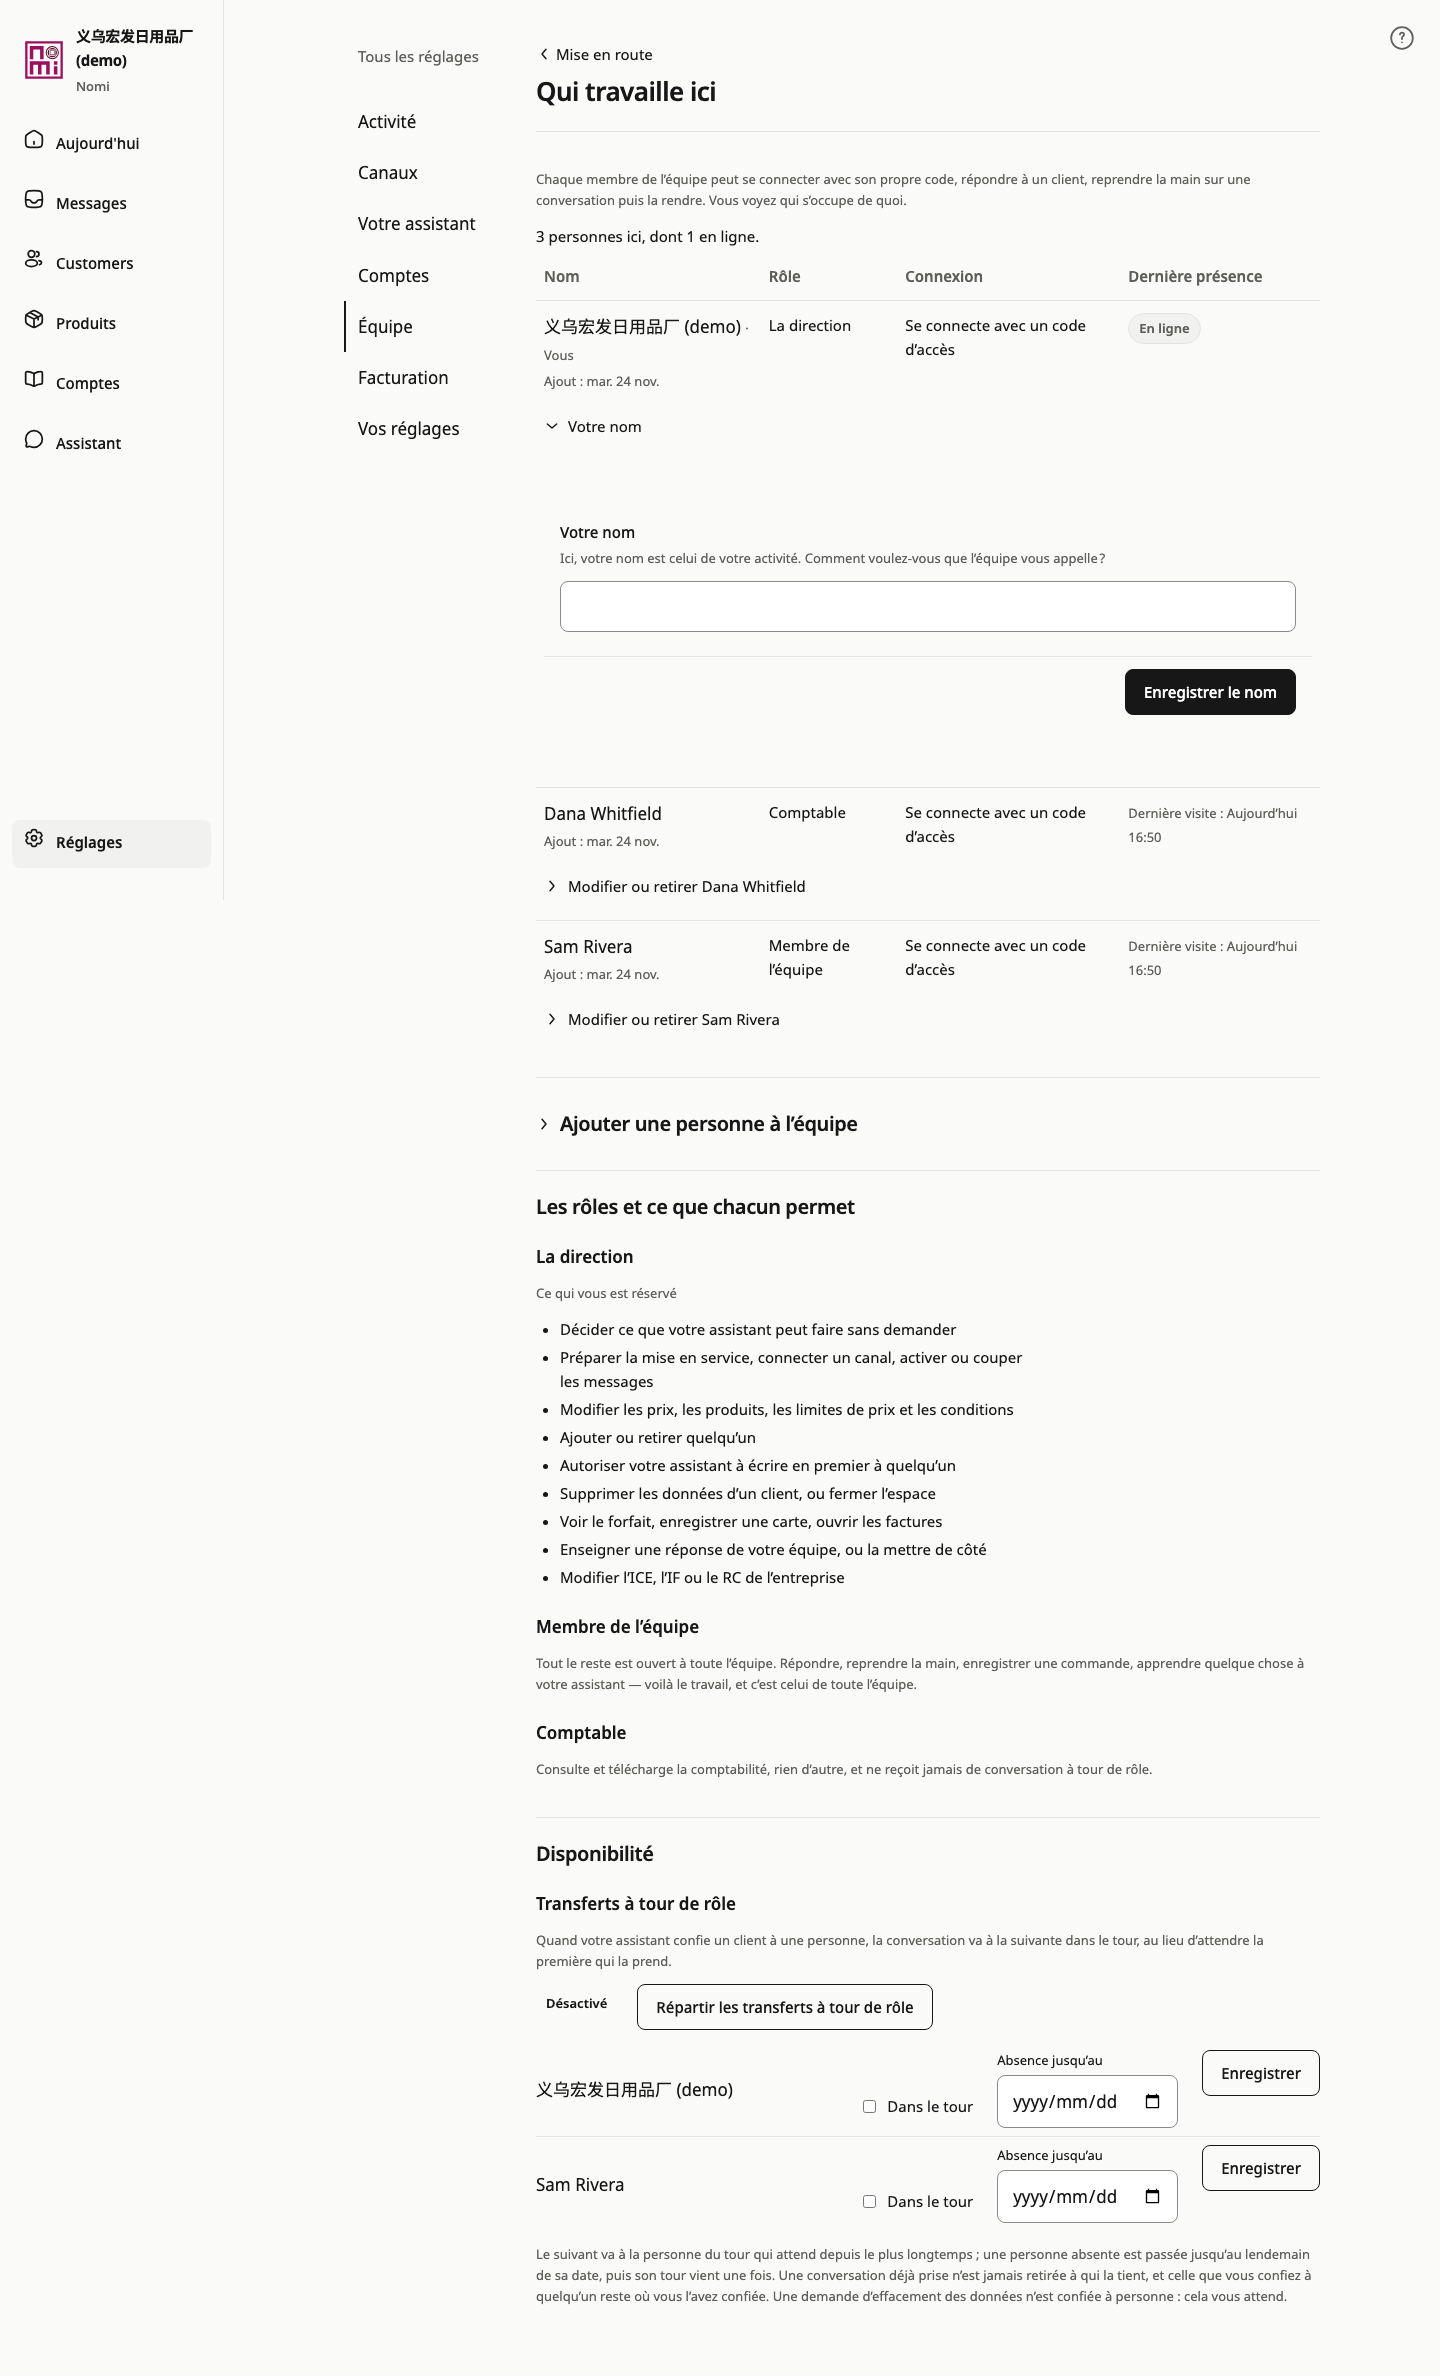 义乌宏发日用品厂
(demo)
Nomi
Aujourd'hui
Messages
Customers
Produits
Comptes
Assistant
Réglages
Tous les réglages
Activité
Canaux
Votre assistant
Comptes
Équipe
Facturation
Vos réglages
Mise en route
Qui travaille ici
Chaque membre de l’équipe peut se connecter avec son propre code, répondre à un client, reprendre la main sur une
conversation puis la rendre. Vous voyez qui s’occupe de quoi.
3 personnes ici, dont 1 en ligne.
Nom Rôle Connexion Dernière présence
义乌宏发日用品厂 (demo) · La direction Se connecte avec un code En ligne
Vous d’accès
Ajout : mar. 24 nov.
Votre nom
Votre nom
Ici, votre nom est celui de votre activité. Comment voulez-vous que l’équipe vous appelle ?
Enregistrer le nom
Dana Whitfield Comptable Se connecte avec un code Dernière visite : Aujourd’hui
Ajout : mar. 24 nov. d’accès 16:50
Modifier ou retirer Dana Whitfield
Sam Rivera Membre de Se connecte avec un code Dernière visite : Aujourd’hui
Ajout : mar. 24 nov. l’équipe d’accès 16:50
Modifier ou retirer Sam Rivera
Ajouter une personne à l’équipe
Les rôles et ce que chacun permet
La direction
Ce qui vous est réservé
• Décider ce que votre assistant peut faire sans demander
• Préparer la mise en service, connecter un canal, activer ou couper
les messages
• Modifier les prix, les produits, les limites de prix et les conditions
• Ajouter ou retirer quelqu’un
• Autoriser votre assistant à écrire en premier à quelqu’un
• Supprimer les données d’un client, ou fermer l’espace
• Voir le forfait, enregistrer une carte, ouvrir les factures
• Enseigner une réponse de votre équipe, ou la mettre de côté
• Modifier l’ICE, l’IF ou le RC de l’entreprise
Membre de l’équipe
Tout le reste est ouvert à toute l’équipe. Répondre, reprendre la main, enregistrer une commande, apprendre quelque chose à
votre assistant — voilà le travail, et c’est celui de toute l’équipe.
Comptable
Consulte et télécharge la comptabilité, rien d’autre, et ne reçoit jamais de conversation à tour de rôle.
Disponibilité
Transferts à tour de rôle
Quand votre assistant confie un client à une personne, la conversation va à la suivante dans le tour, au lieu d’attendre la
première qui la prend.
Désactivé Répartir les transferts à tour de rôle
Absence jusqu’au
义乌宏发日用品厂 (demo) Dans le tour yyyy/mm/dd Enregistrer
Absence jusqu’au
Sam Rivera Dans le tour yyyy/mm/dd Enregistrer
Le suivant va à la personne du tour qui attend depuis le plus longtemps ; une personne absente est passée jusqu’au lendemain
de sa date, puis son tour vient une fois. Une conversation déjà prise n’est jamais retirée à qui la tient, et celle que vous confiez à
quelqu’un reste où vous l’avez confiée. Une demande d’effacement des données n’est confiée à personne : cela vous attend.